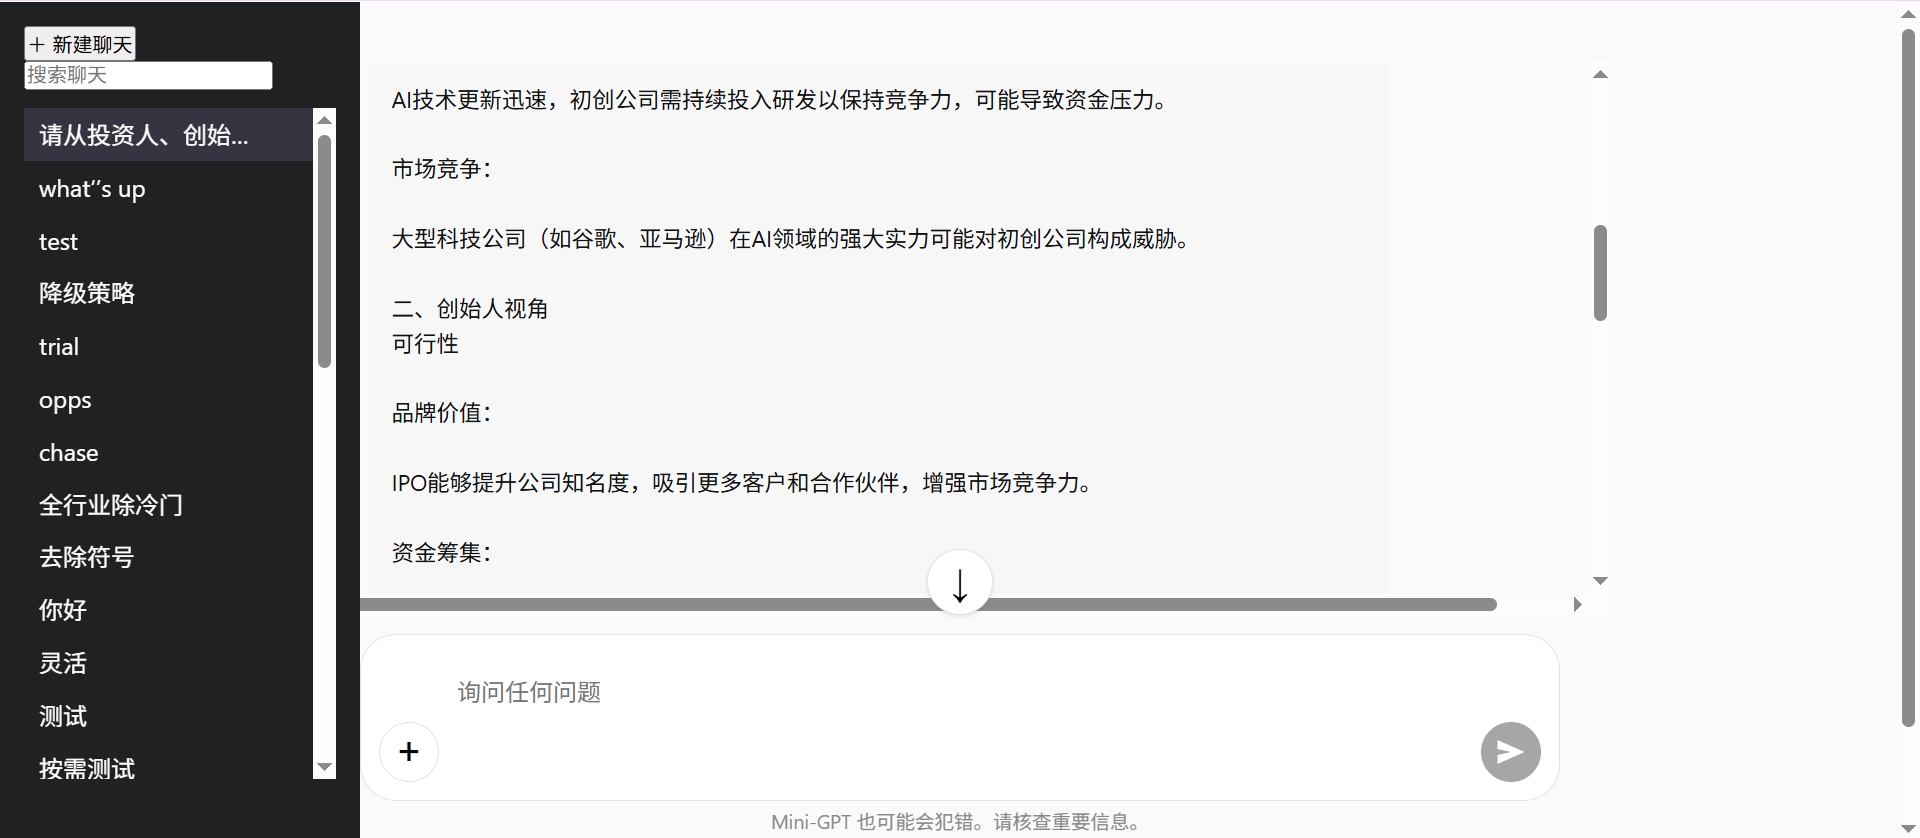 + 新建聊天
搜索聊天
请从投资人、创始...
what‘’s up
test
降级策略
trial
opps
chase
全行业除冷门
去除符号
你好
灵活
测试
按需测试
AI技术更新迅速，初创公司需持续投入研发以保持竞争力，可能导致资金压力。
市场竞争：
大型科技公司（如谷歌、亚马逊）在AI领域的强大实力可能对初创公司构成威胁。
二、创始人视角
可行性
品牌价值：
IPO能够提升公司知名度，吸引更多客户和合作伙伴，增强市场竞争力。
资金筹集：
询问任何问题
Mini-GPT 也可能会犯错。请核查重要信息。